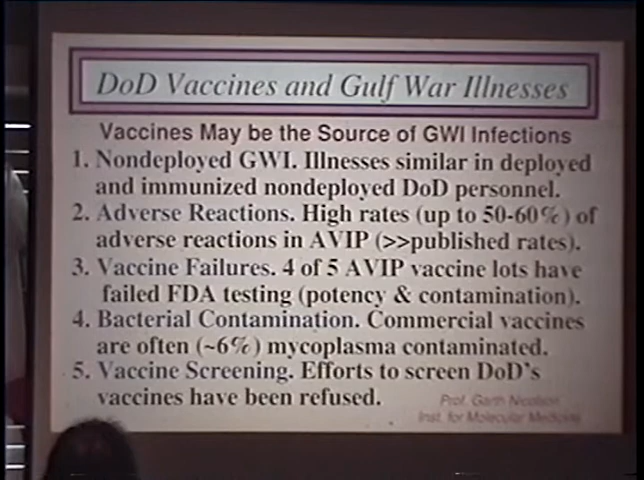 DoD Vaccines and Gulf War Illnesses
Vaccines May be the Source of GWI Infections
1. Nondeployed GWI. Illnesses similar in deployed
and immunized nondeployed DoD personnel.
2. Adverse Reactions. High rates (up to 50-60%) of
adverse reactions in AVIP (>>published rates).
3. Vaccine Failures. 4 of 5 AVIP vaccine lots have
failed FDA testing (potency & contamination).
4. Bacterial Contamination. Commercial vaccines
are often (~6%) mycoplasma contaminated.
5. Vaccine Screening. Efforts to screen DoD's
vaccines have been refused.
Prof. Garth Nicolson
Inst. for Molecular Medicine